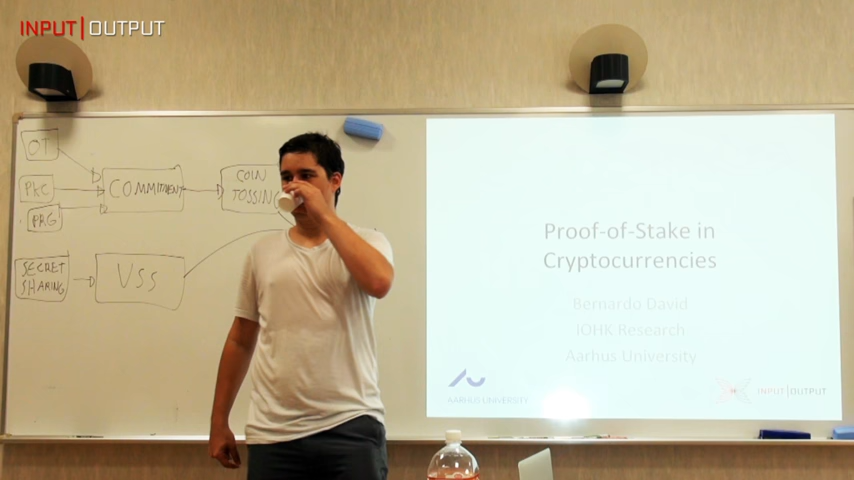 INPUT|OUTPUT
OT
PKC
PRG
COMMITMENT
COIN
TOSSING
SECRET
SHARING
VSS
Proof-of-Stake in
Cryptocurrencies
Bernardo David
IOHK Research
Aarhus University
AARHUS UNIVERSITY
INPUT|OUTPUT